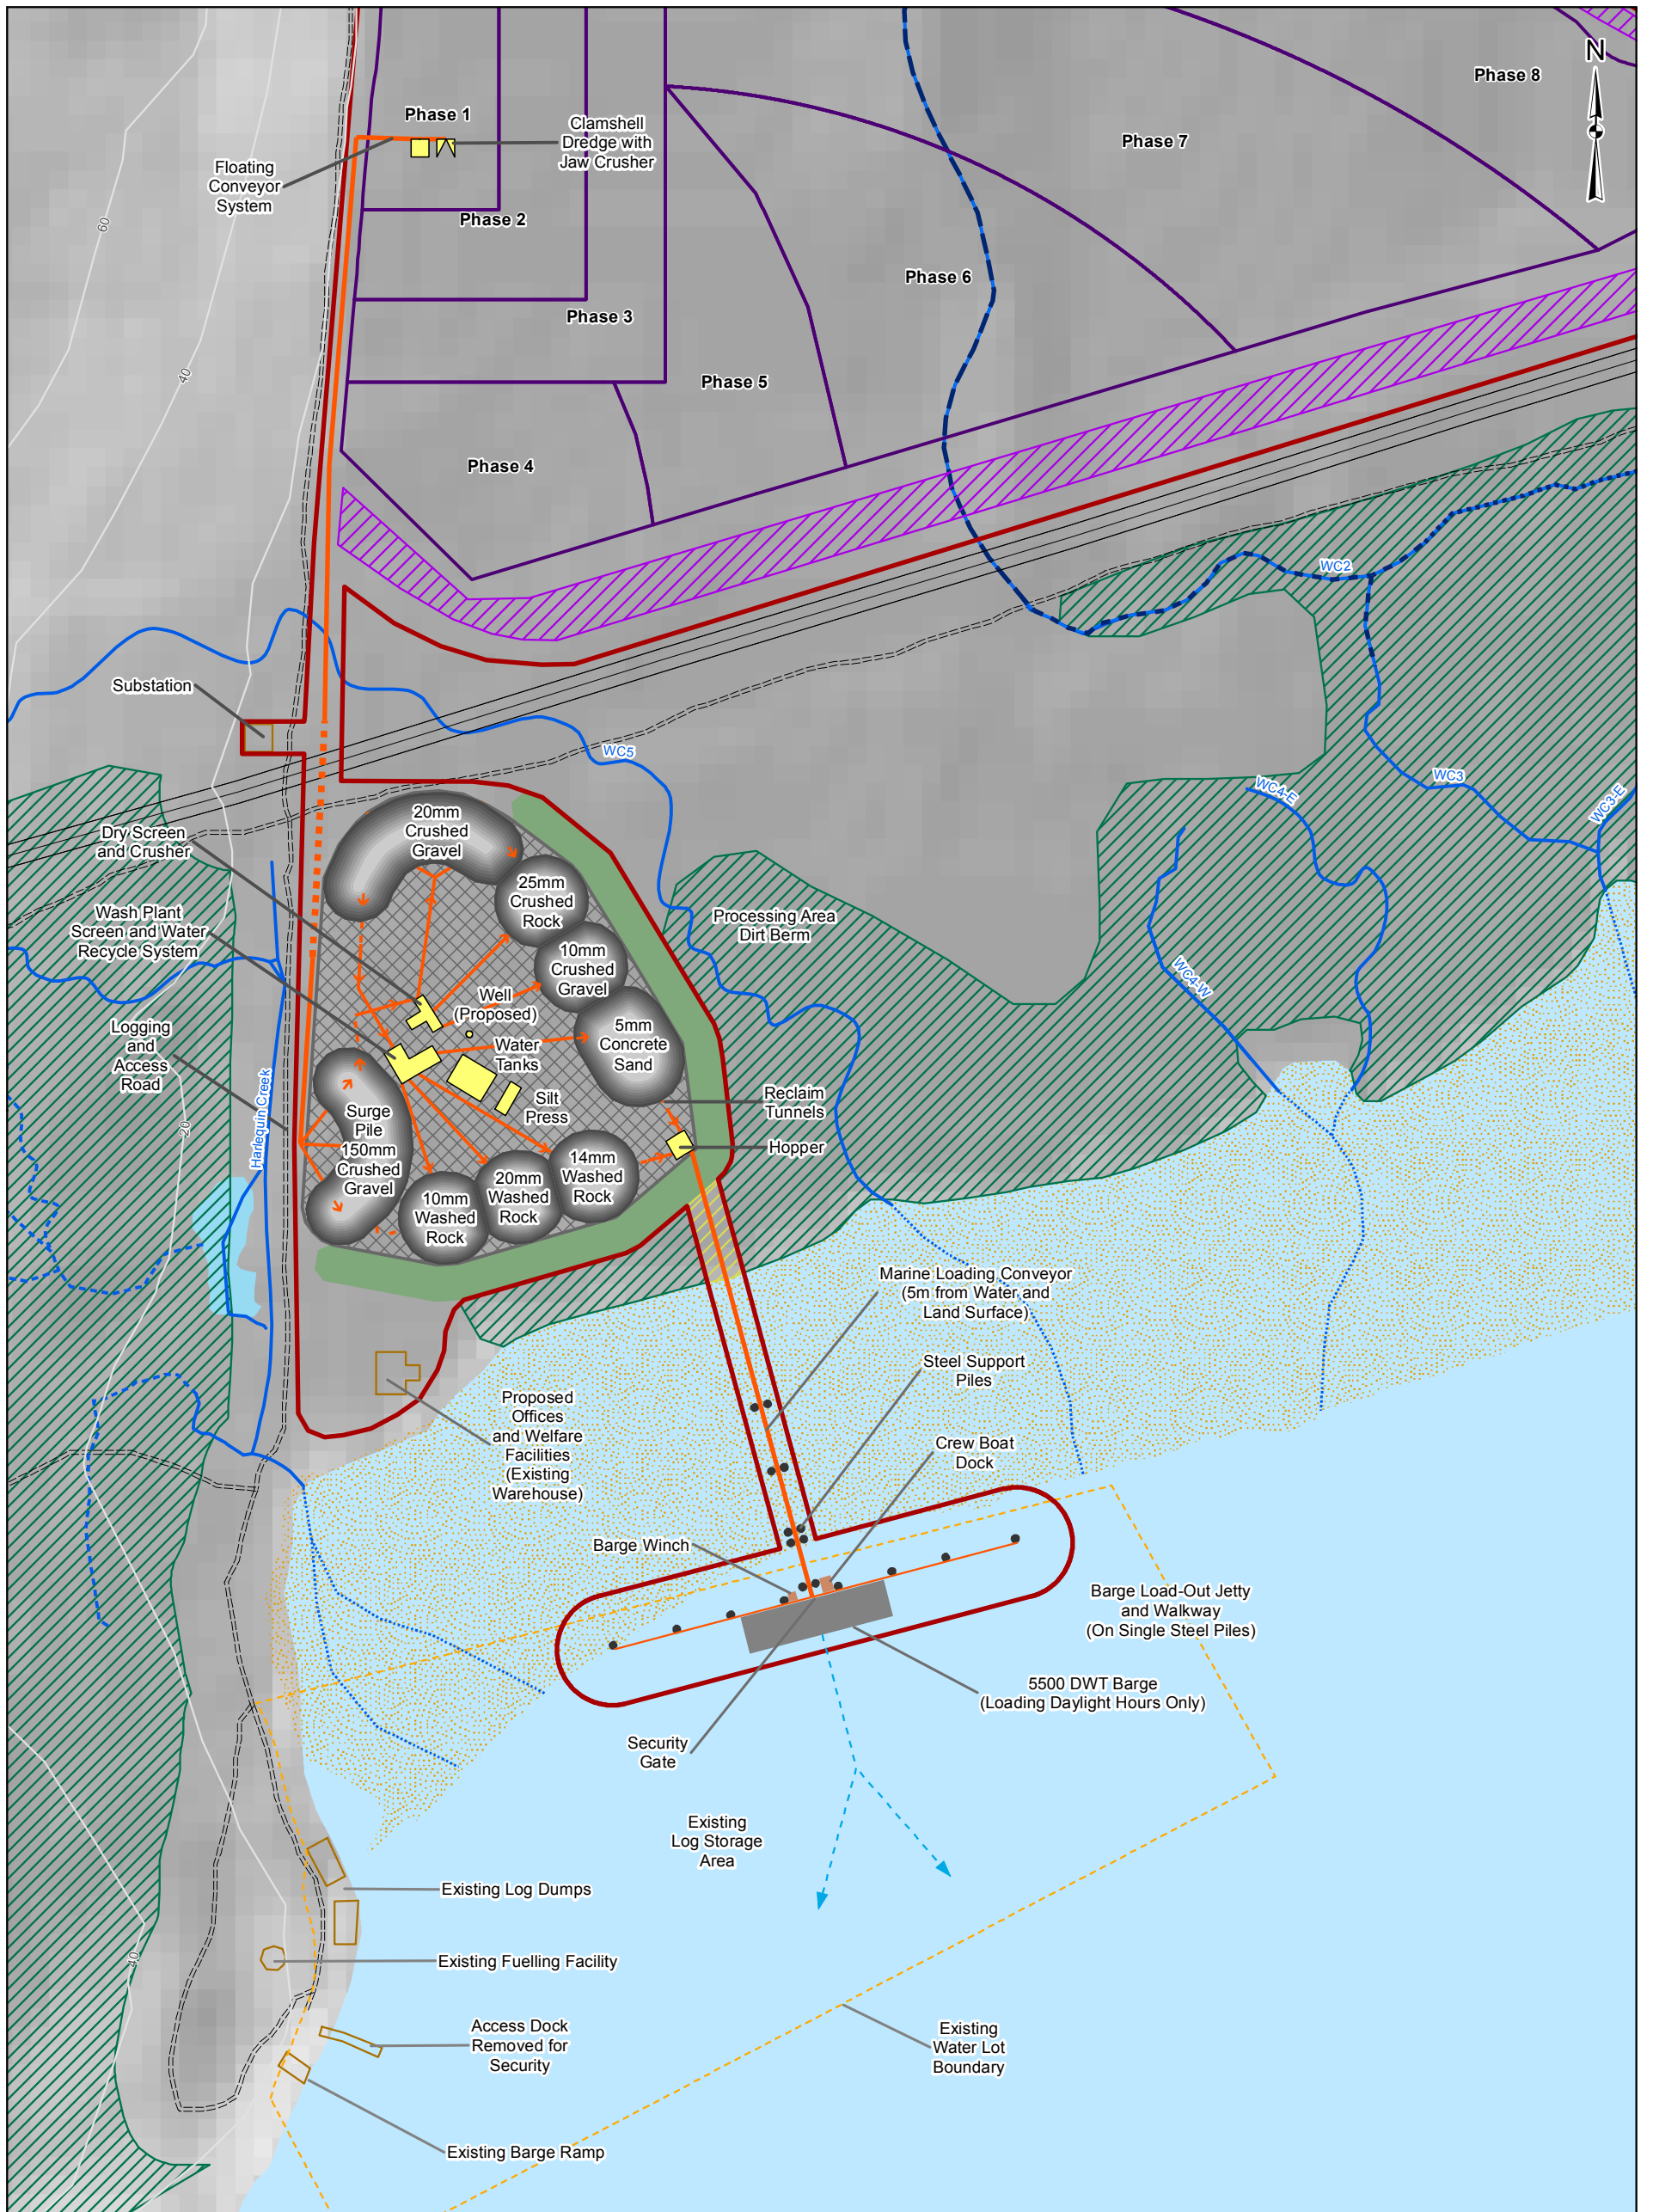 N
Phase 8
Phase 1
Clamshell
Dredge with
Jaw Crusher
Phase 7
Floating
Conveyor
System
60
Phase 2
Phase 6
Phase 3
40
Phase 5
Phase 4
WC2
Substation
WC5
WC3
WC4-E
WC3-E
Dry Screen
and Crusher
20mm
Crushed
Gravel
25mm
Crushed
Rock
Wash Plant
Screen and Water
Recycle System
Processing Area
Dirt Berm
10mm
Crushed
Gravel
WC4-W
Well
(Proposed)
5mm
Concrete
Sand
Water
Tanks
Logging
and
Access
Road
Harlequin Creek
20
Silt
Press
Reclaim
Tunnels
Surge
Pile
150mm
Crushed
Gravel
Hopper
14mm
Washed
Rock
20mm
Washed
Rock
10mm
Washed
Rock
Marine Loading Conveyor
(5m from Water and
Land Surface)
Steel Support
Piles
Proposed
Offices
and Welfare
Facilities
(Existing
Warehouse)
Crew Boat
Dock
Barge Winch
Barge Load-Out Jetty
and Walkway
(On Single Steel Piles)
5500 DWT Barge
(Loading Daylight Hours Only)
Security
Gate
Existing
Log Storage
Area
Existing Log Dumps
40
Existing Fuelling Facility
Access Dock
Removed for
Security
Existing
Water Lot
Boundary
Existing Barge Ramp